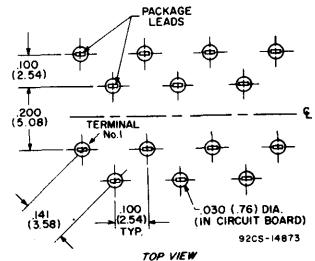 PACKAGE
LEADS
.100
(2.54)
.200
(5.08)
℄
TERMINAL
No.1
.141
(3.58)
.100
(2.54)
TYP.
.030 (.76) DIA.
(IN CIRCUIT BOARD)
92CS-14873
TOP VIEW